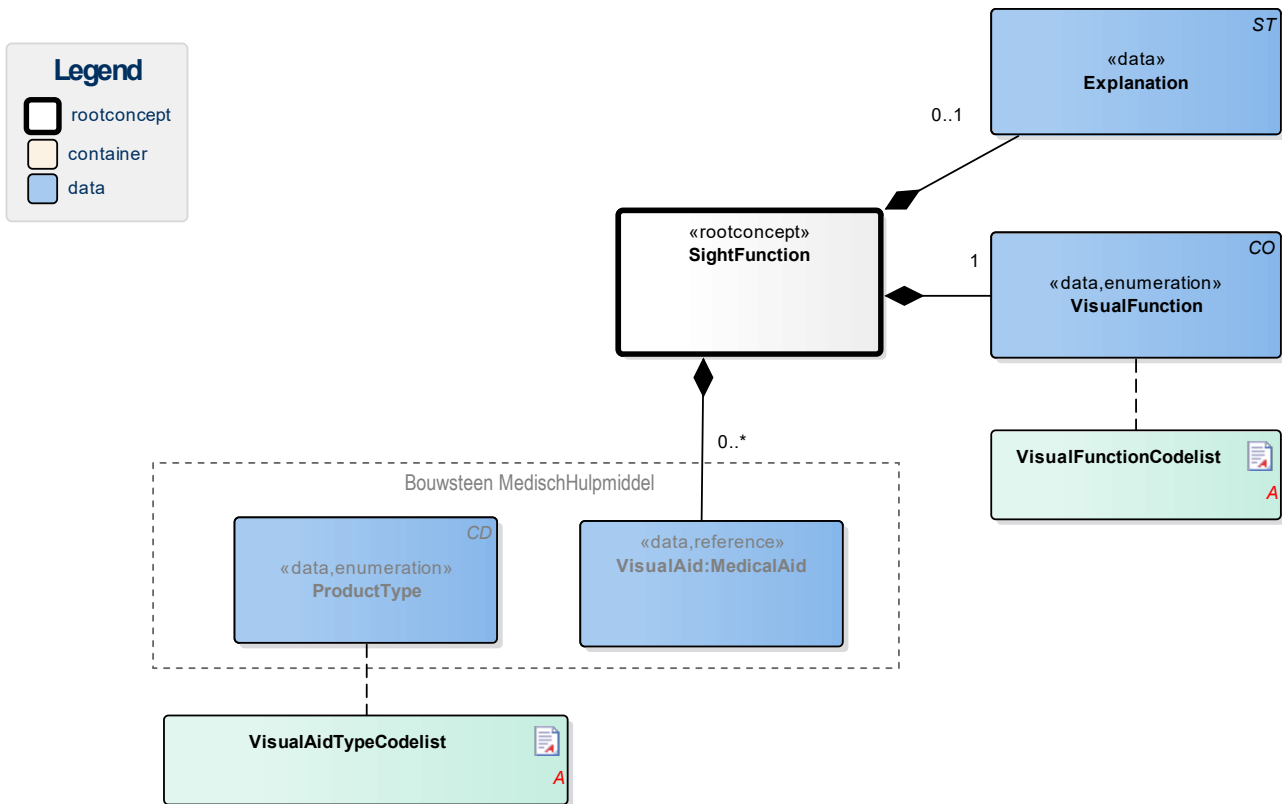 Legend
rootconcept
container
data
ST
«data»
Explanation
0..1
«rootconcept»
SightFunction
1
CO
«data,enumeration»
VisualFunction
0..*
VisualFunctionCodelist
A
Bouwsteen MedischHulpmiddel
CD
«data,enumeration»
ProductType
«data,reference»
VisualAid:MedicalAid
VisualAidTypeCodelist
A